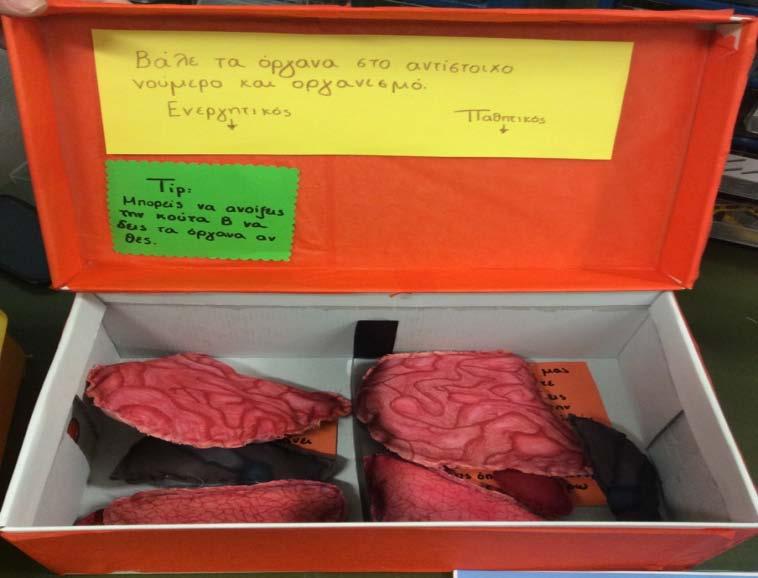 Βάλε τα όργανα στο αντίστοιχο
νούμερο και οργανισμό.
Ενεργητικός Παθητικός
Tip:
Μπορείς να ανοίξεις
την κούτα Β να
δεις τα όργανα αν
θες.
μας